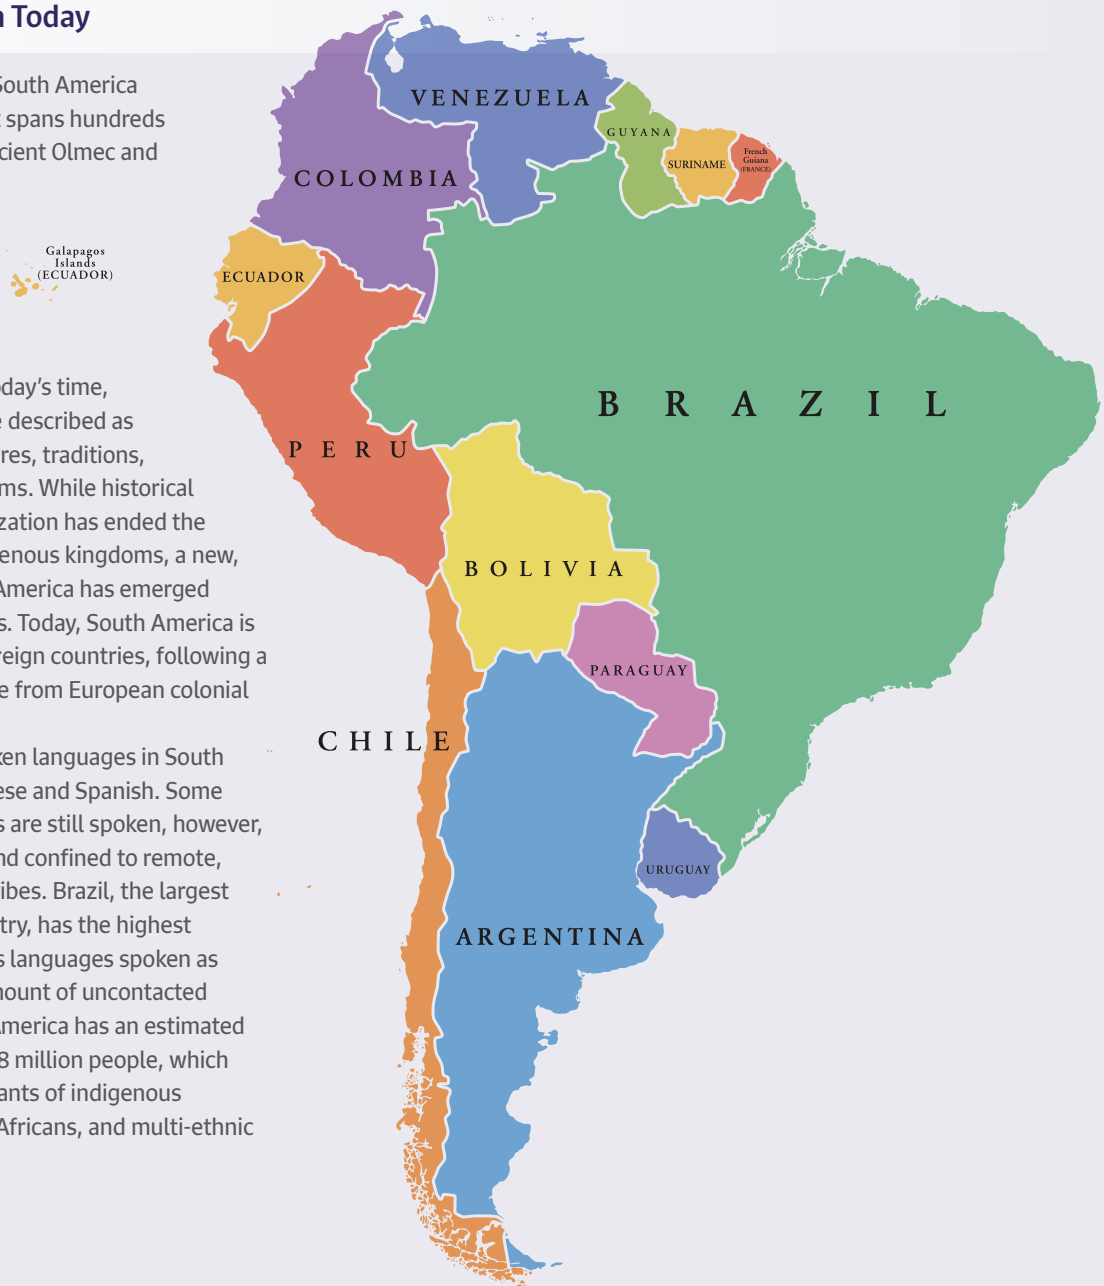 n Today
South America
t spans hundreds
cient Olmec and
Galapagos
Islands
(ECUADOR)
oday's time,
e described as
res, traditions,
ms. While historical
zation has ended the
enous kingdoms, a new,
America has emerged
s. Today, South America is
reign countries, following a
e from European colonial
ken languages in South
ese and Spanish. Some
s are still spoken, however,
nd confined to remote,
ibes. Brazil, the largest
try, has the highest
s languages spoken as
mount of uncontacted
America has an estimated
8 million people, which
ants of indigenous
Africans, and multi-ethnic
VENEZUELA
GUYANA
SURINAME
French
Guiana
(FRANCE)
COLOMBIA
ECUADOR
BRAZIL
PERU
BOLIVIA
PARAGUAY
CHILE
URUGUAY
ARGENTINA